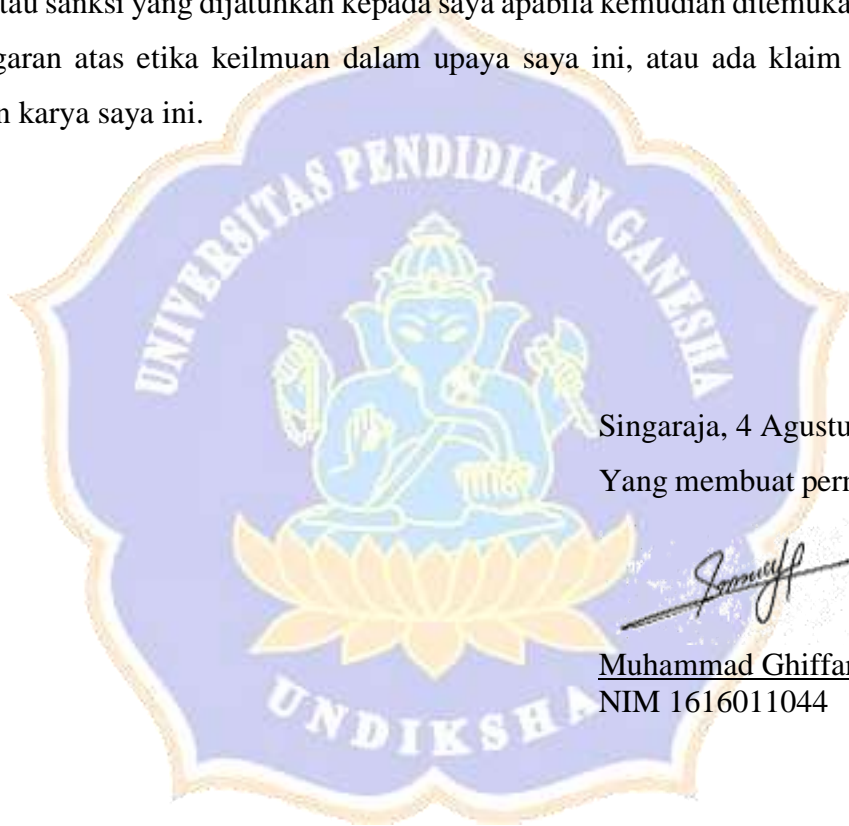 tau sanksi yang dijatuhkan kepada saya apabila kemudian ditemuka
garan atas etika keilmuan dalam upaya saya ini, atau ada klaim
n karya saya ini.
UNIVERSITAS PENDIDIKAN GANESHA
Singaraja, 4 Agustu
Yang membuat pern
Muhammad Ghiffar
NIM 1616011044
UNDIKSHA